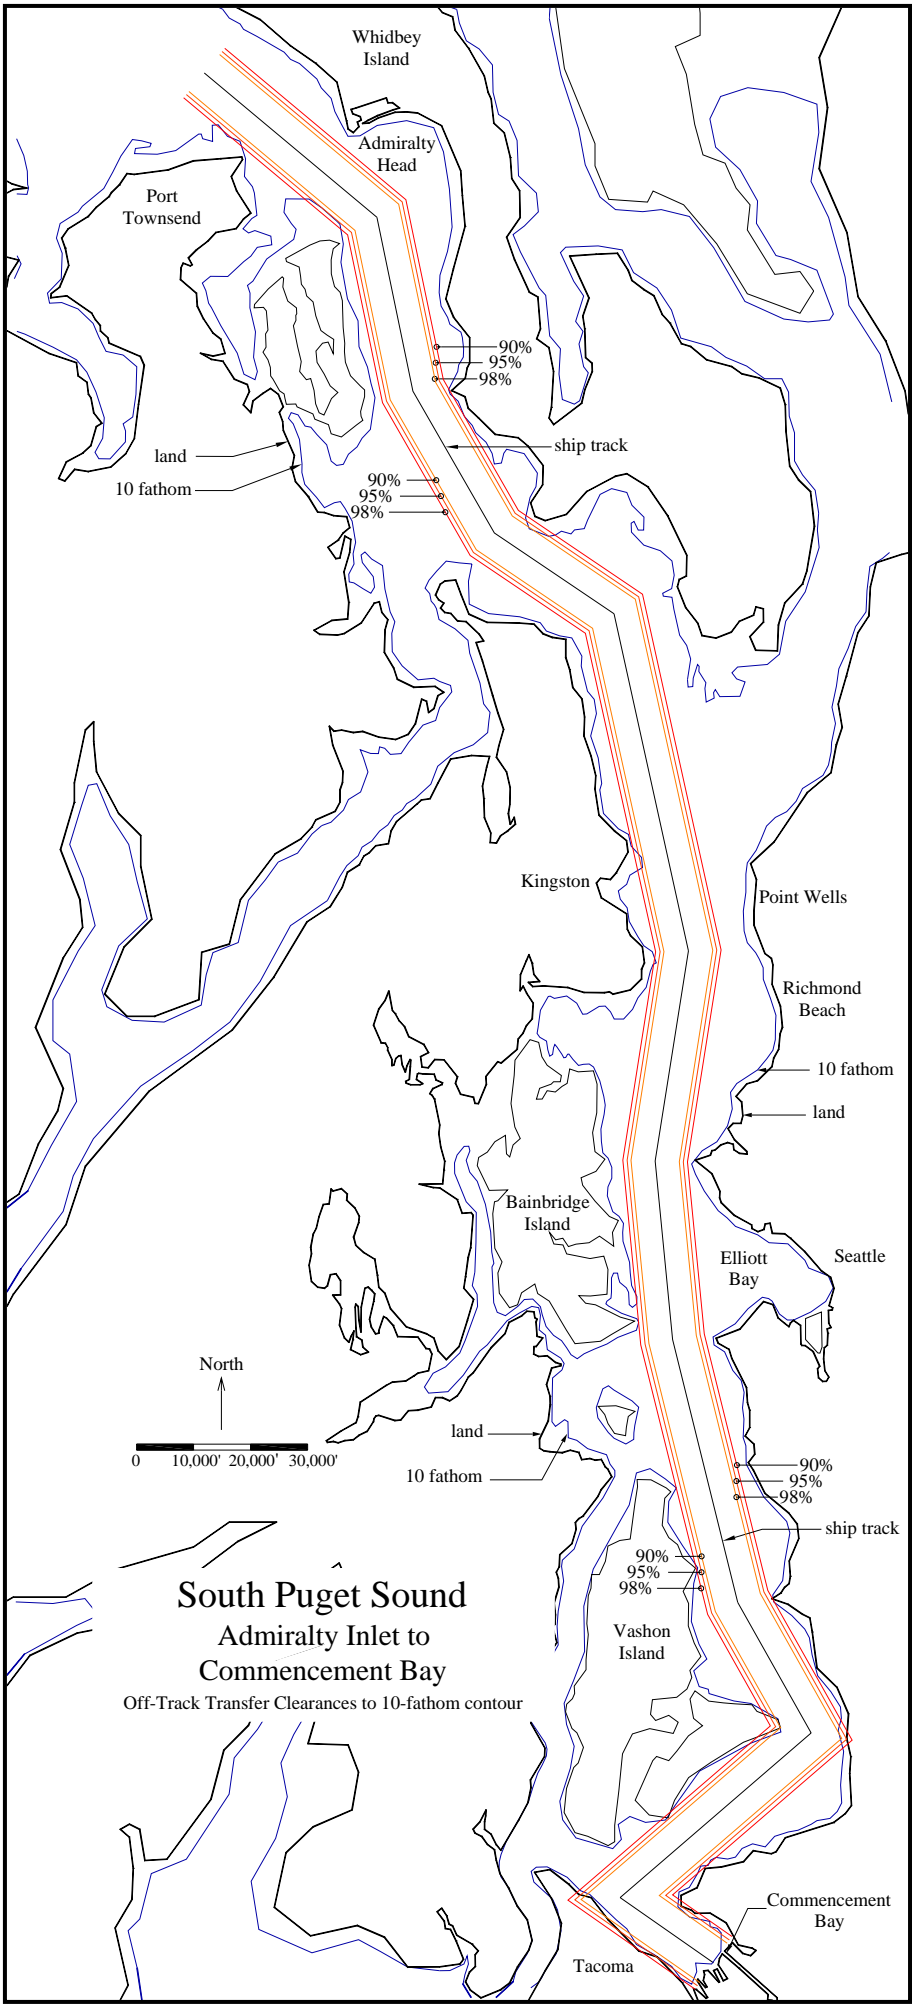 Whidbey
Island
Admiralty
Head
Port
Townsend
90%
95%
98%
ship track
land
10 fathom
90%
95%
98%
Kingston
Point Wells
Richmond
Beach
10 fathom
land
Bainbridge
Island
Elliott
Bay
Seattle
North
0 10,000' 20,000' 30,000'
land
10 fathom
90%
95%
98%
ship track
90%
95%
98%
South Puget Sound
Admiralty Inlet to
Commencement Bay
Off-Track Transfer Clearances to 10-fathom contour
Vashon
Island
Commencement
Bay
Tacoma